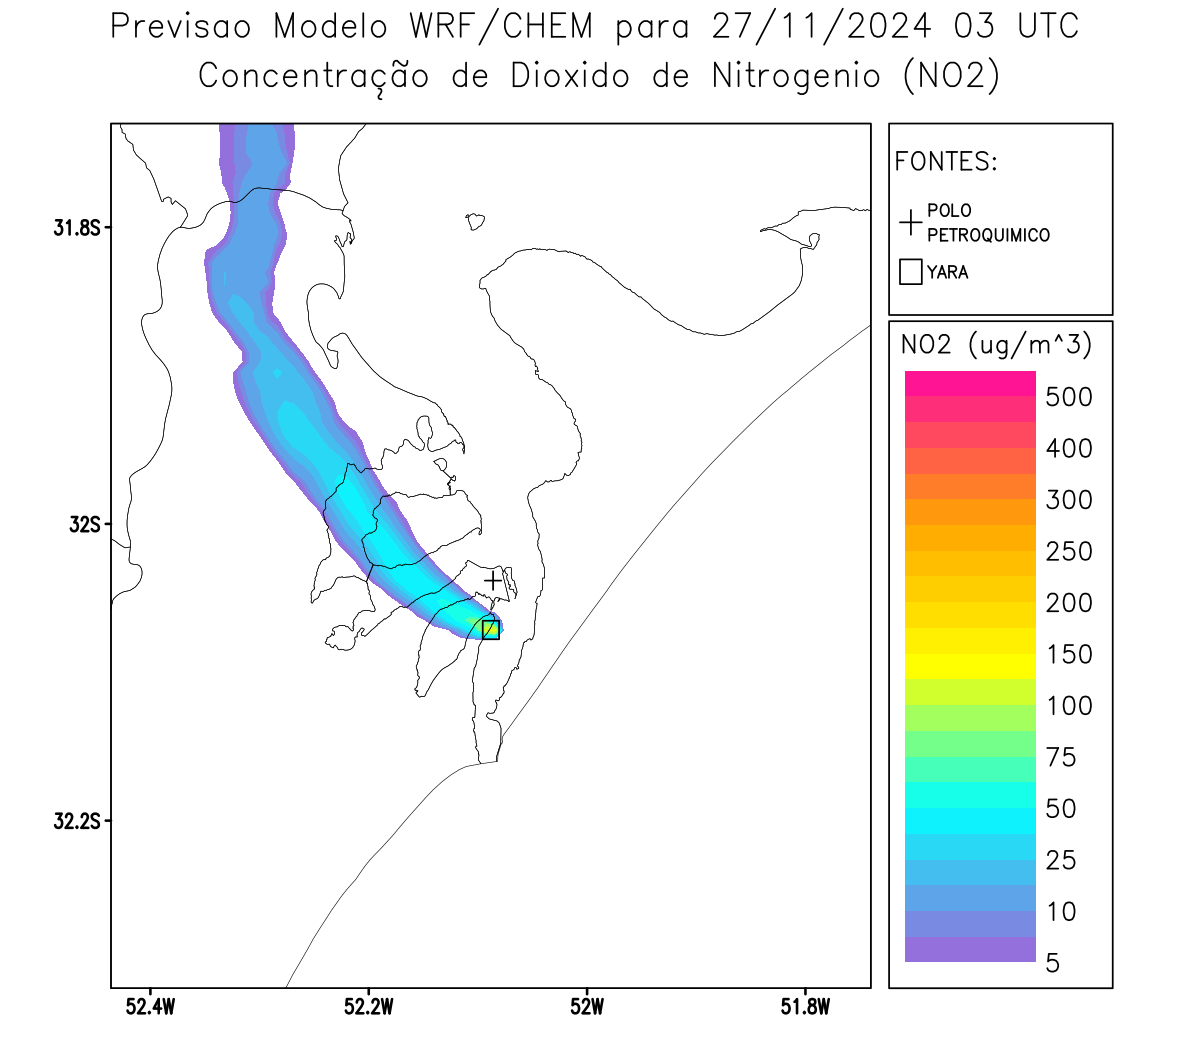 Previsao Modelo WRF/CHEM para 27/11/2024 03 UTC
Concentração de Dioxido de Nitrogenio (NO2)
FONTES:
POLO
PETROQUIMICO
YARA
NO2 (ug/m^3)
500
400
300
250
200
150
100
75
50
25
10
5
31.8S
32S
32.2S
52.4W
52.2W
52W
51.8W